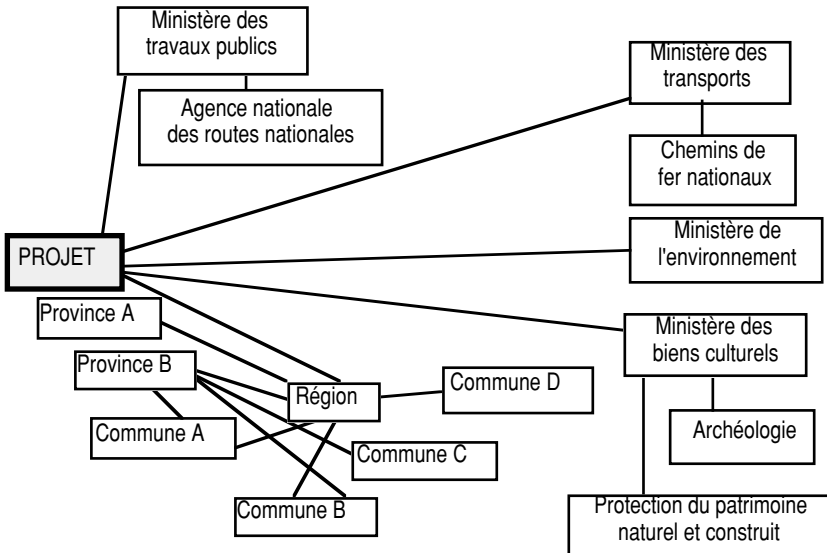 Ministère des
travaux publics
Agence nationale
des routes nationales
Ministère des
transports
Chemins de
fer nationaux
PROJET
Ministère de
l'environnement
Province A
Ministère des
biens culturels
Province B
Région
Commune D
Commune A
Archéologie
Commune C
Commune B
Protection du patrimoine
naturel et construit